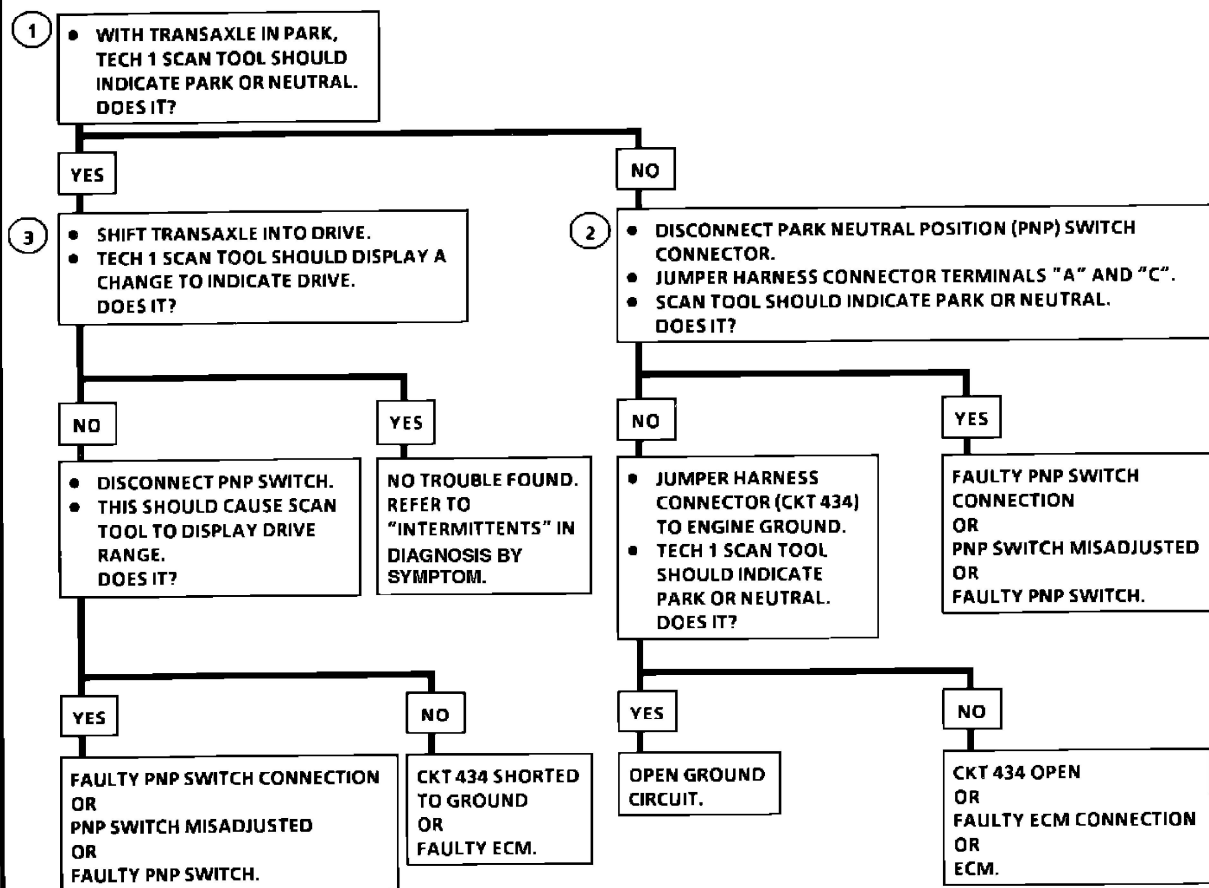 1
● WITH TRANSAXLE IN PARK,
TECH 1 SCAN TOOL SHOULD
INDICATE PARK OR NEUTRAL.
DOES IT?
YES
NO
3
● SHIFT TRANSAXLE INTO DRIVE.
● TECH 1 SCAN TOOL SHOULD DISPLAY A
CHANGE TO INDICATE DRIVE.
DOES IT?
2
● DISCONNECT PARK NEUTRAL POSITION (PNP) SWITCH
CONNECTOR.
● JUMPER HARNESS CONNECTOR TERMINALS "A" AND "C".
● SCAN TOOL SHOULD INDICATE PARK OR NEUTRAL.
DOES IT?
NO
YES
NO
YES
● DISCONNECT PNP SWITCH.
● THIS SHOULD CAUSE SCAN
TOOL TO DISPLAY DRIVE
RANGE.
DOES IT?
NO TROUBLE FOUND.
REFER TO
"INTERMITTENTS" IN
DIAGNOSIS BY
SYMPTOM.
● JUMPER HARNESS
CONNECTOR (CKT 434)
TO ENGINE GROUND.
● TECH 1 SCAN TOOL
SHOULD INDICATE
PARK OR NEUTRAL.
DOES IT?
FAULTY PNP SWITCH
CONNECTION
OR
PNP SWITCH MISADJUSTED
OR
FAULTY PNP SWITCH.
YES
NO
YES
NO
FAULTY PNP SWITCH CONNECTION
OR
PNP SWITCH MISADJUSTED
OR
FAULTY PNP SWITCH.
CKT 434 SHORTED
TO GROUND
OR
FAULTY ECM.
OPEN GROUND
CIRCUIT.
CKT 434 OPEN
OR
FAULTY ECM CONNECTION
OR
ECM.